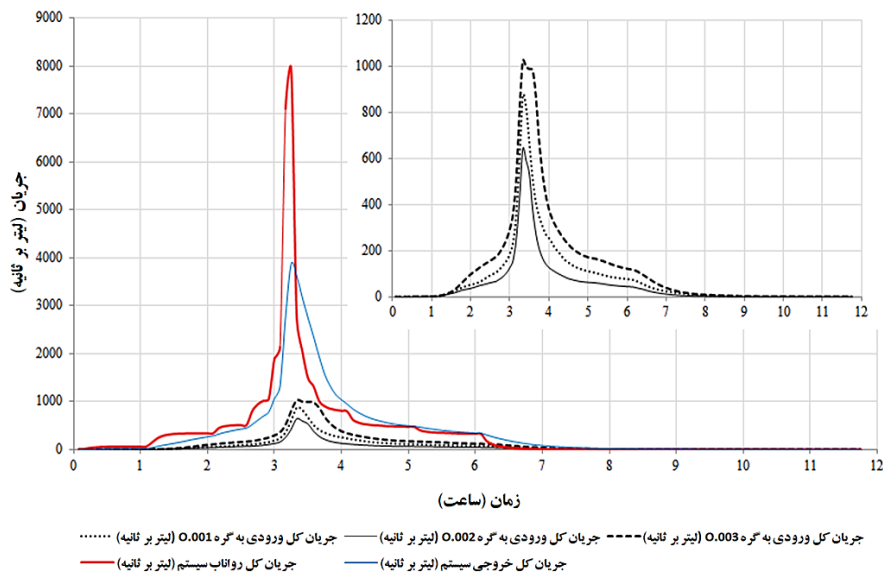 9000
8000
7000
6000
5000
4000
3000
2000
1000
0
جریان (لیتر بر ثانیه)
0 1 2 3 4 5 6 7 8 9 10 11 12
زمان (ساعت)
1200
1000
800
600
400
200
0
0 1 2 3 4 5 6 7 8 9 10 11 12
جریان کل ورودی به گره O.003 (لیتر بر ثانیه) جریان کل ورودی به گره O.002 (لیتر بر ثانیه) جریان کل ورودی به گره O.001 (لیتر بر ثانیه)
جریان کل خروجی سیستم (لیتر بر ثانیه) جریان کل رواناب سیستم (لیتر بر ثانیه)